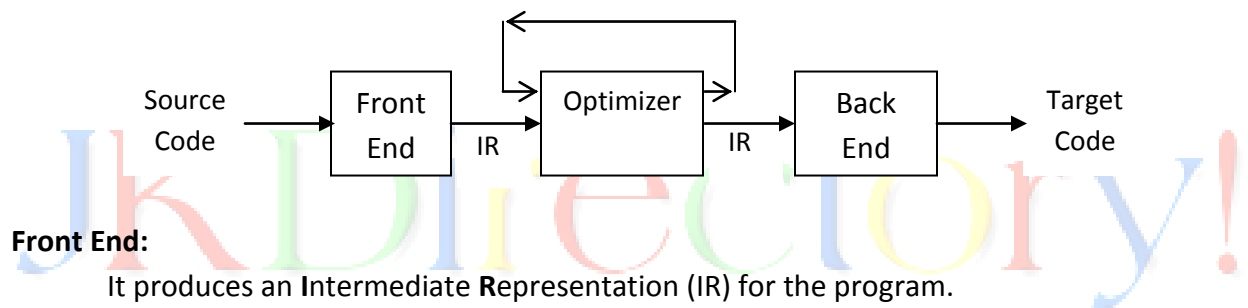 Source
Code
Front
End
IR
Optimizer
IR
Back
End
Target
Code
JkDirectory!
Front End:
It produces an Intermediate Representation (IR) for the program.